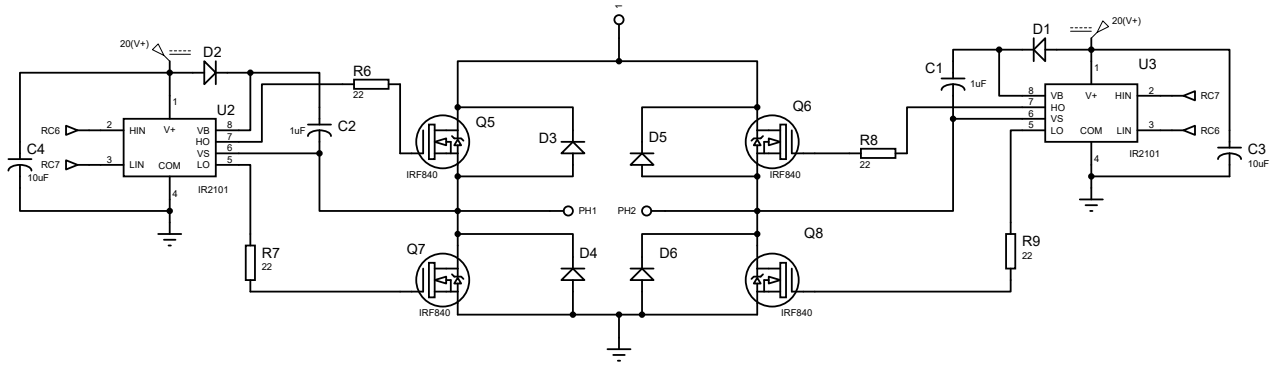 1
20(V+)
D2
D1
20(V+)
R6
22
C1
1uF
U3
1
U2
1
V+
HIN
LIN
COM
VB
HO
VS
LO
2
3
8
7
6
5
4
IR2101
RC6
RC7
C4
10uF
1uF
C2
Q5
IRF840
D3
D5
Q6
IRF840
R8
22
8
7
6
5
VB
HO
VS
LO
V+
HIN
LIN
COM
2
3
4
IR2101
RC7
RC6
C3
10uF
PH1
PH2
R7
22
Q7
IRF840
D4
D6
Q8
IRF840
R9
22